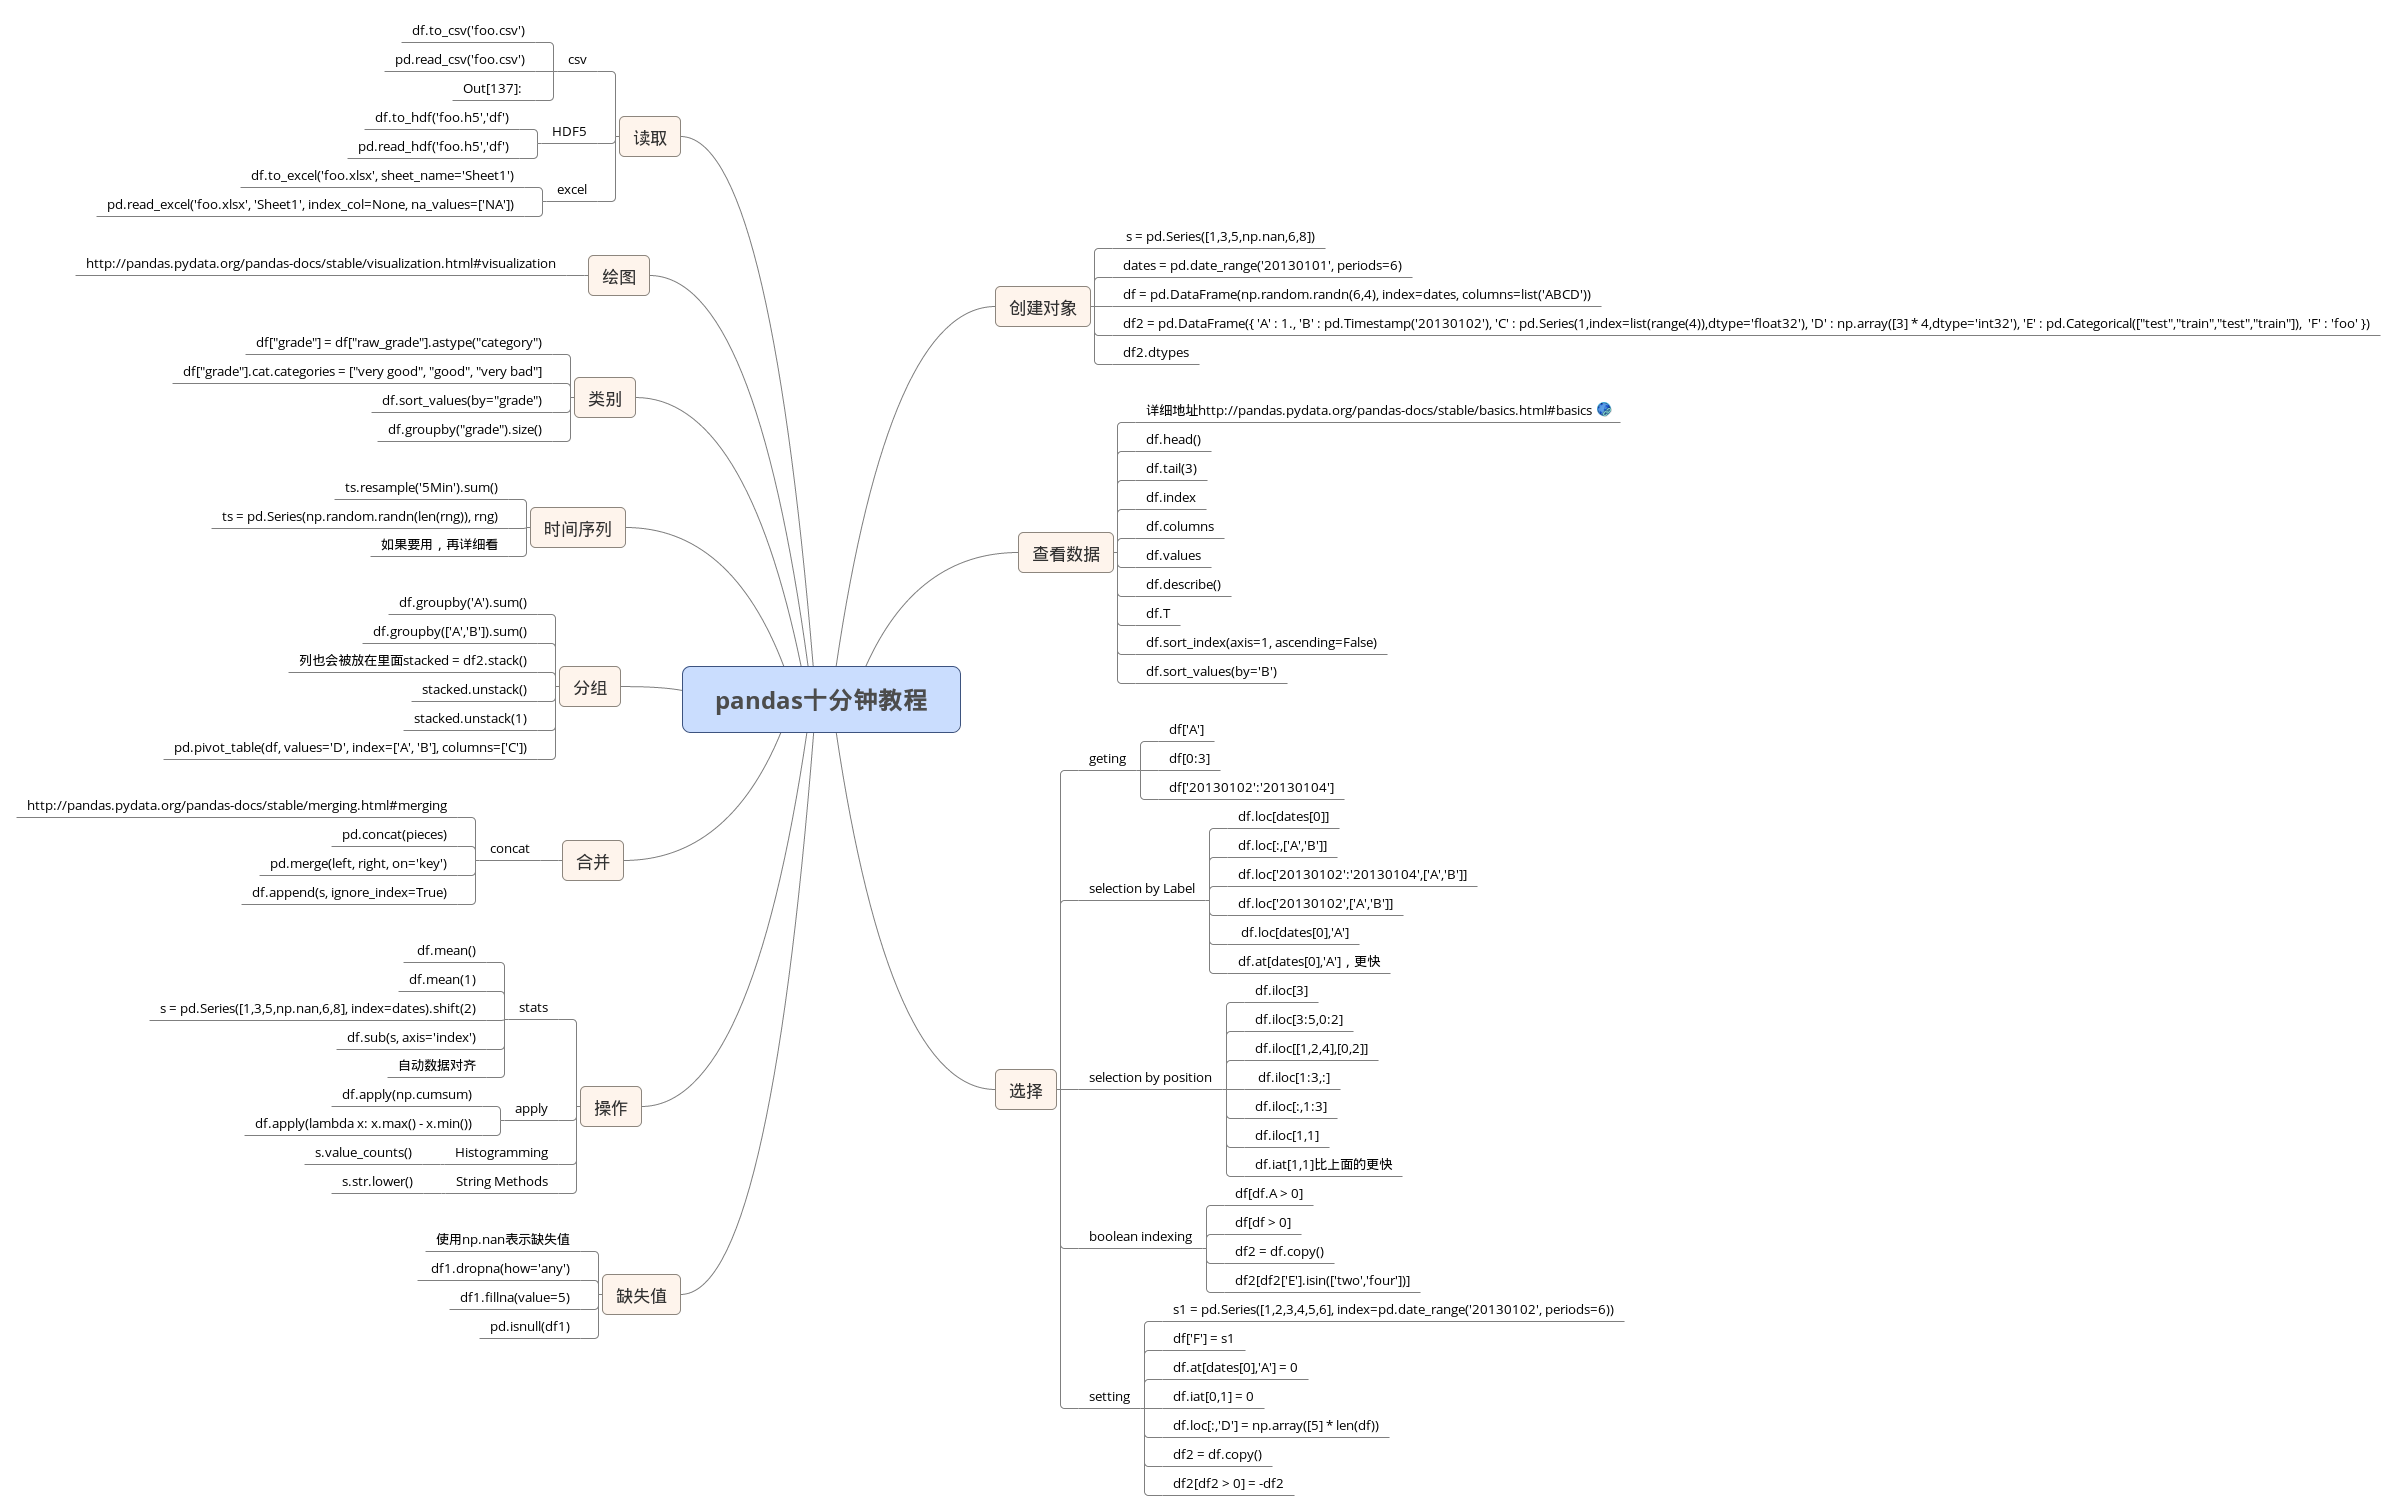 pandas十分钟教程
创建对象
s = pd.Series([1,3,5,np.nan,6,8])
dates = pd.date_range('20130101', periods=6)
df = pd.DataFrame(np.random.randn(6,4), index=dates, columns=list('ABCD'))
df2 = pd.DataFrame({ 'A' : 1., 'B' : pd.Timestamp('20130102'), 'C' : pd.Series(1,index=list(range(4)),dtype='float32'), 'D' : np.array([3] * 4,dtype='int32'), 'E' : pd.Categorical(["test","train","test","train"]),  'F' : 'foo' })
df2.dtypes
查看数据
详细地址http://pandas.pydata.org/pandas-docs/stable/basics.html#basics
df.head()
df.tail(3)
df.index
df.columns
df.values
df.describe()
df.T
df.sort_index(axis=1, ascending=False)
df.sort_values(by='B')
选择
geting
df['A']
df[0:3]
df['20130102':'20130104']
selection by Label
df.loc[dates[0]]
df.loc[:,['A','B']]
df.loc['20130102':'20130104',['A','B']]
df.loc['20130102',['A','B']]
df.loc[dates[0],'A']
df.at[dates[0],'A']，更快
selection by position
df.iloc[3]
df.iloc[3:5,0:2]
df.iloc[[1,2,4],[0,2]]
df.iloc[1:3,:]
df.iloc[:,1:3]
df.iloc[1,1]
df.iat[1,1]比上面的更快
boolean indexing
df[df.A > 0]
df[df > 0]
df2 = df.copy()
df2[df2['E'].isin(['two','four'])]
setting
s1 = pd.Series([1,2,3,4,5,6], index=pd.date_range('20130102', periods=6))
df['F'] = s1
df.at[dates[0],'A'] = 0
df.iat[0,1] = 0
df.loc[:,'D'] = np.array([5] * len(df))
df2 = df.copy()
df2[df2 > 0] = -df2
读取
csv
df.to_csv('foo.csv')
pd.read_csv('foo.csv')
Out[137]:
HDF5
df.to_hdf('foo.h5','df')
pd.read_hdf('foo.h5','df')
excel
df.to_excel('foo.xlsx', sheet_name='Sheet1')
pd.read_excel('foo.xlsx', 'Sheet1', index_col=None, na_values=['NA'])
绘图
http://pandas.pydata.org/pandas-docs/stable/visualization.html#visualization
类别
df["grade"] = df["raw_grade"].astype("category")
df["grade"].cat.categories = ["very good", "good", "very bad"]
df.sort_values(by="grade")
df.groupby("grade").size()
时间序列
ts.resample('5Min').sum()
ts = pd.Series(np.random.randn(len(rng)), rng)
如果要用，再详细看
分组
df.groupby('A').sum()
df.groupby(['A','B']).sum()
列也会被放在里面stacked = df2.stack()
stacked.unstack()
stacked.unstack(1)
pd.pivot_table(df, values='D', index=['A', 'B'], columns=['C'])
合并
concat
http://pandas.pydata.org/pandas-docs/stable/merging.html#merging
pd.concat(pieces)
pd.merge(left, right, on='key')
df.append(s, ignore_index=True)
操作
stats
df.mean()
df.mean(1)
s = pd.Series([1,3,5,np.nan,6,8], index=dates).shift(2)
df.sub(s, axis='index')
自动数据对齐
apply
df.apply(np.cumsum)
df.apply(lambda x: x.max() - x.min())
Histogramming
s.value_counts()
String Methods
s.str.lower()
缺失值
使用np.nan表示缺失值
df1.dropna(how='any')
df1.fillna(value=5)
pd.isnull(df1)